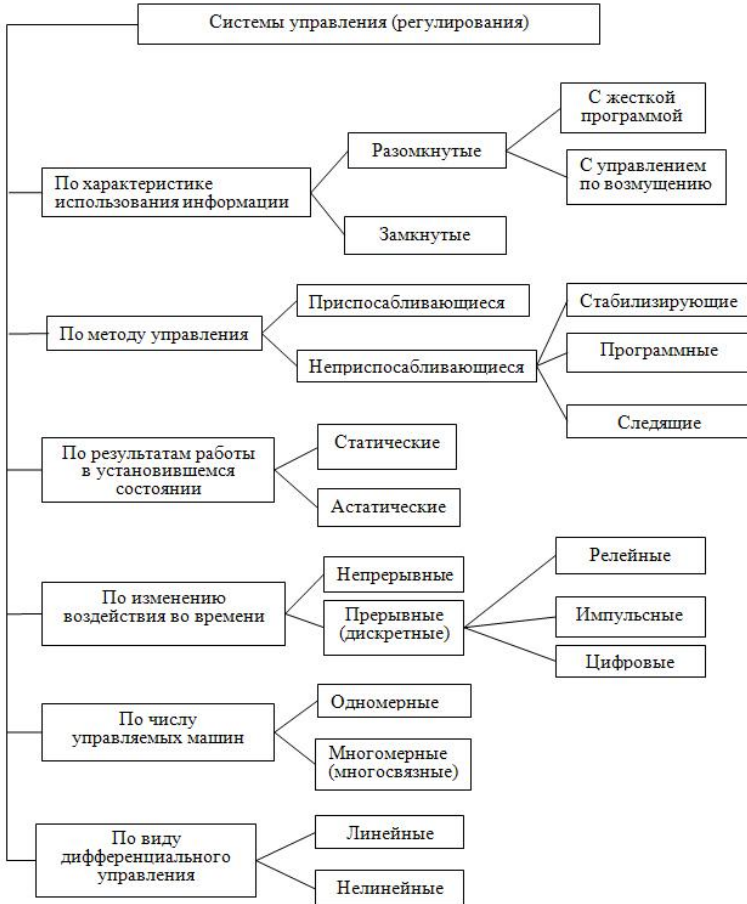 Системы управления (регулирования)
С жесткой
программой
Разомкнутые
С управлением
по возмущению
По характеристике
использования информации
Замкнутые
Приспосабливающиеся
Стабилизирующие
По методу управления
Программные
Неприспосабливающиеся
Следящие
По результатам работы
в установившемся
состоянии
Статические
Астатические
Релейные
Непрерывные
По изменению
воздействия во времени
Прерывные
(дискретные)
Импульсные
Цифровые
Одномерные
По числу
управляемых машин
Многомерные
(многосвязные)
По виду
дифференциального
управления
Линейные
Нелинейные